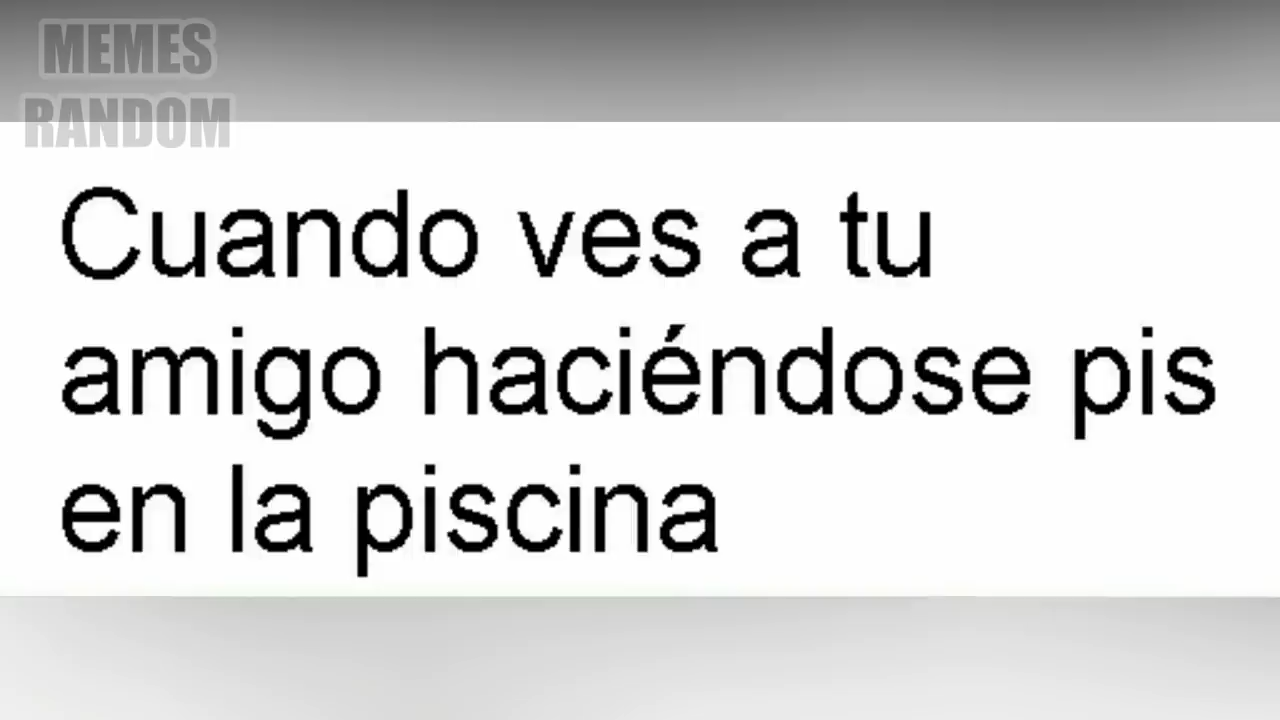 MEMES
RANDOM
Cuando ves a tu
amigo haciéndose pis
en la piscina